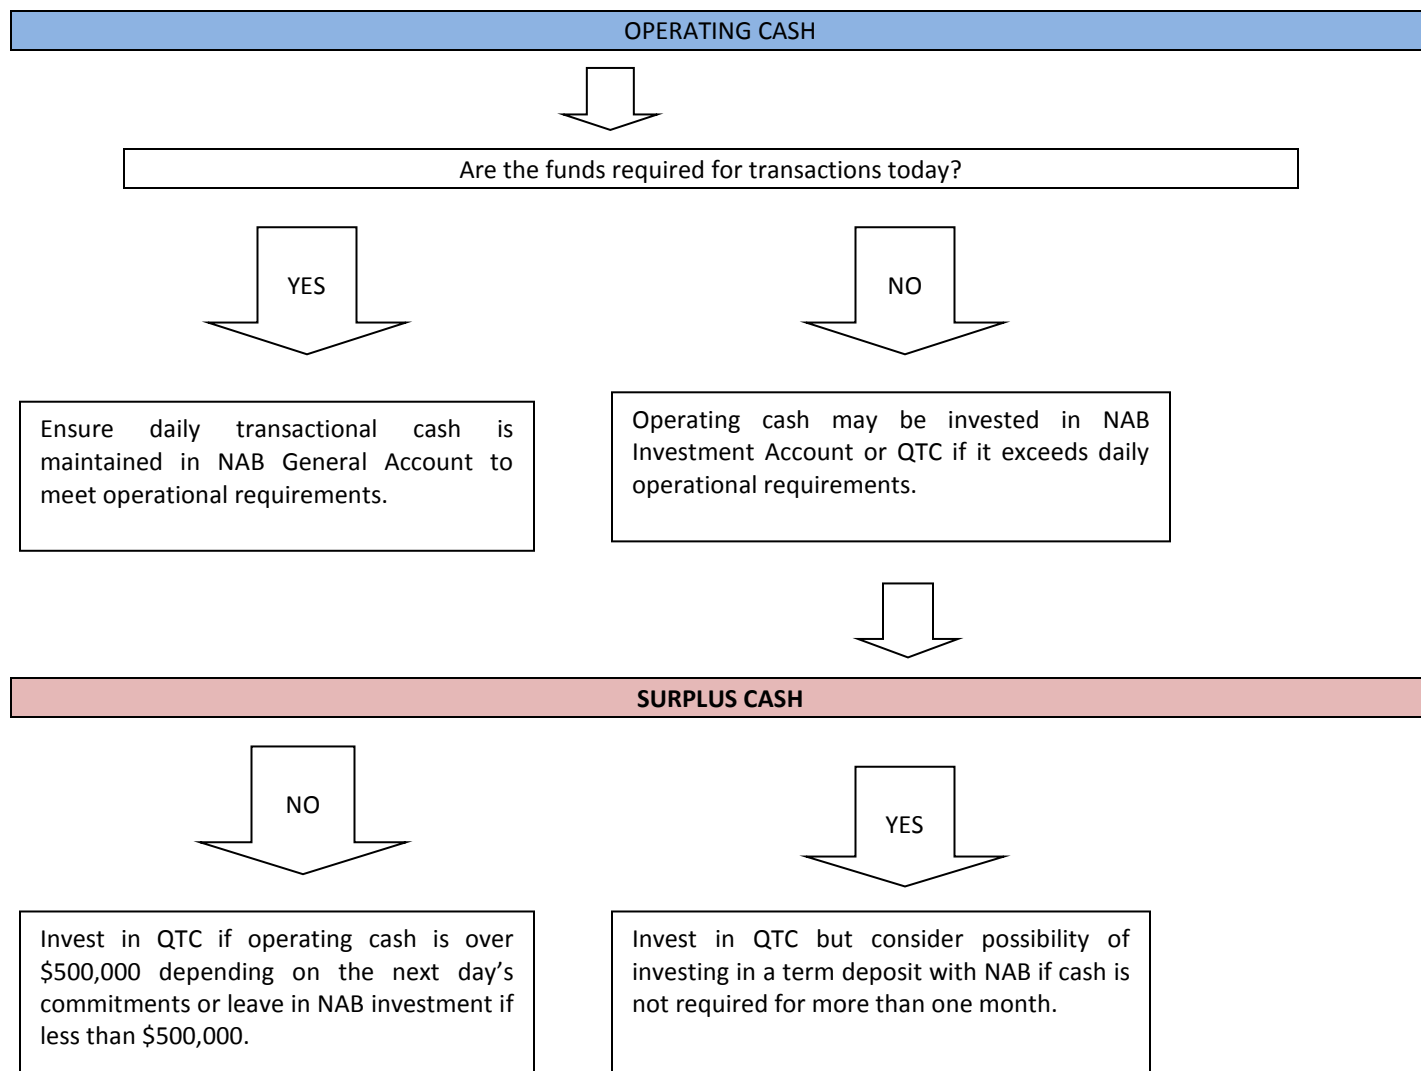 OPERATING CASH
Are the funds required for transactions today?
YES
NO
Ensure daily transactional cash is
maintained in NAB General Account to
meet operational requirements.
Operating cash may be invested in NAB
Investment Account or QTC if it exceeds daily
operational requirements.
SURPLUS CASH
NO
YES
Invest in QTC if operating cash is over
$500,000 depending on the next day’s
commitments or leave in NAB investment if
less than $500,000.
Invest in QTC but consider possibility of
investing in a term deposit with NAB if cash is
not required for more than one month.